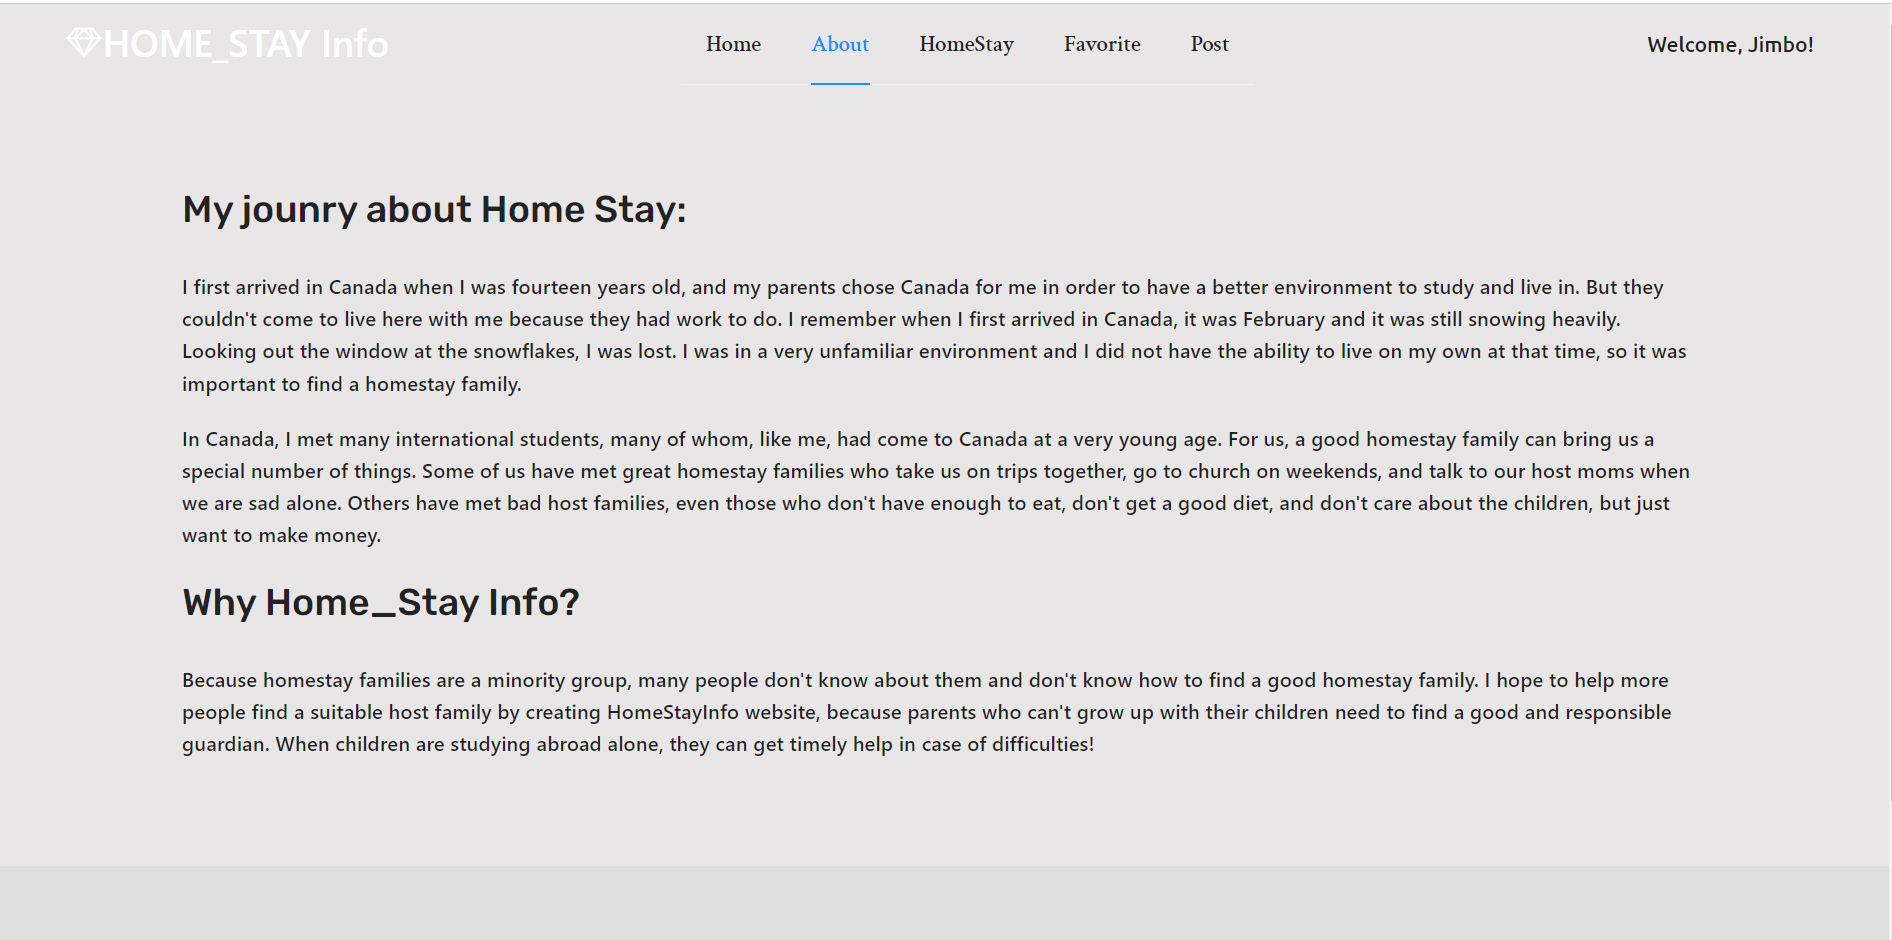 HOME_STAY Info
Home About HomeStay Favorite Post
Welcome, Jimbo!
My jounry about Home Stay:
I first arrived in Canada when I was fourteen years old, and my parents chose Canada for me in order to have a better environment to study and live in. But they
couldn't come to live here with me because they had work to do. I remember when I first arrived in Canada, it was February and it was still snowing heavily.
Looking out the window at the snowflakes, I was lost. I was in a very unfamiliar environment and I did not have the ability to live on my own at that time, so it was
important to find a homestay family.
In Canada, I met many international students, many of whom, like me, had come to Canada at a very young age. For us, a good homestay family can bring us a
special number of things. Some of us have met great homestay families who take us on trips together, go to church on weekends, and talk to our host moms when
we are sad alone. Others have met bad host families, even those who don't have enough to eat, don't get a good diet, and don't care about the children, but just
want to make money.
Why Home_Stay Info?
Because homestay families are a minority group, many people don't know about them and don't know how to find a good homestay family. I hope to help more
people find a suitable host family by creating HomeStayInfo website, because parents who can't grow up with their children need to find a good and responsible
guardian. When children are studying abroad alone, they can get timely help in case of difficulties!